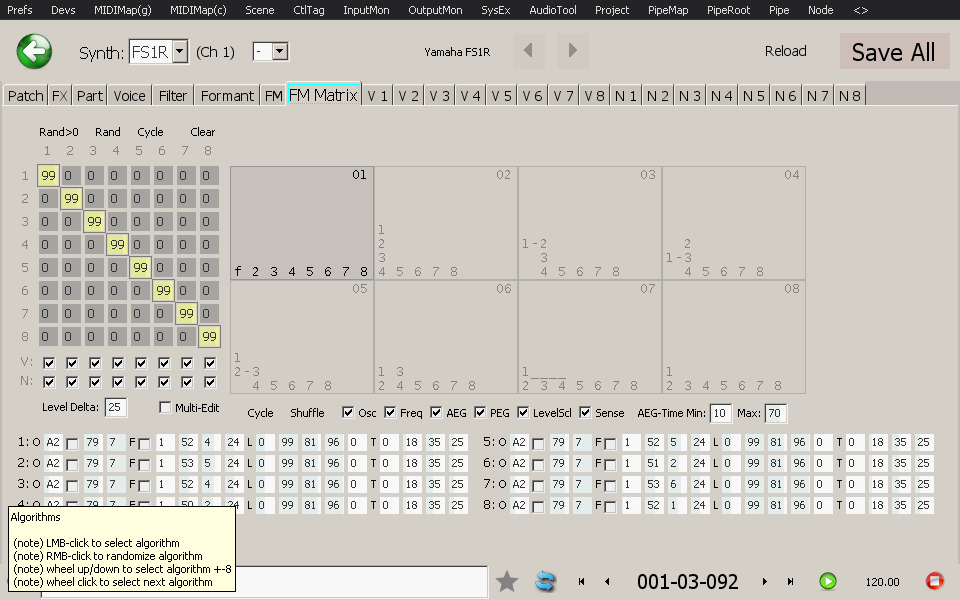 Prefs Devs MIDIMap(g) MIDIMap(c) Scene CtlTag InputMon OutputMon SysEx AudioTool Project PipeMap PipeRoot Pipe Node <>
Synth: FS1R (Ch 1) - Yamaha FS1R Reload Save All
Patch FX Part Voice Filter Formant FM FM Matrix V 1 V 2 V 3 V 4 V 5 V 6 V 7 V 8 N 1 N 2 N 3 N 4 N 5 N 6 N 7 N 8
Rand>0 Rand Cycle Clear
1 2 3 4 5 6 7 8
1 99 0 0 0 0 0 0 0
2 0 99 0 0 0 0 0 0
3 0 0 99 0 0 0 0 0
4 0 0 0 99 0 0 0 0
5 0 0 0 0 99 0 0 0
6 0 0 0 0 0 99 0 0
7 0 0 0 0 0 0 99 0
8 0 0 0 0 0 0 0 99
V:
N:
Level Delta: 25 Multi-Edit
01
f 2 3 4 5 6 7 8
02
1
2
3
4 5 6 7 8
03
1-2
3
4 5 6 7 8
04
2
1-3
4 5 6 7 8
05
1
2-3
4 5 6 7 8
06
1 3
2 4 5 6 7 8
07
1____
2 3 4 5 6 7 8
08
1
2 3 4 5 6 7 8
Cycle Shuffle Osc Freq AEG PEG LevelScl Sense AEG-Time Min: 10 Max: 70
1: O A2 79 7 F 1 52 4 24 L 0 99 81 96 0 T 0 18 35 25 5: O A2 79 7 F 1 52 5 24 L 0 99 81 96 0 T 0 18 35 25
2: O A2 79 7 F 1 53 5 24 L 0 99 81 96 0 T 0 18 35 25 6: O A2 79 7 F 1 51 2 24 L 0 99 81 96 0 T 0 18 35 25
3: O A2 79 7 F 1 52 4 24 L 0 99 81 96 0 T 0 18 35 25 7: O A2 79 7 F 1 53 6 24 L 0 99 81 96 0 T 0 18 35 25
4: O A2 79 7 F 1 50 2 24 L 0 99 81 96 0 T 0 18 35 25 8: O A2 79 7 F 1 52 1 24 L 0 99 81 96 0 T 0 18 35 25
Algorithms
(note) LMB-click to select algorithm
(note) RMB-click to randomize algorithm
(note) wheel up/down to select algorithm +-8
(note) wheel click to select next algorithm
001-03-092 120.00